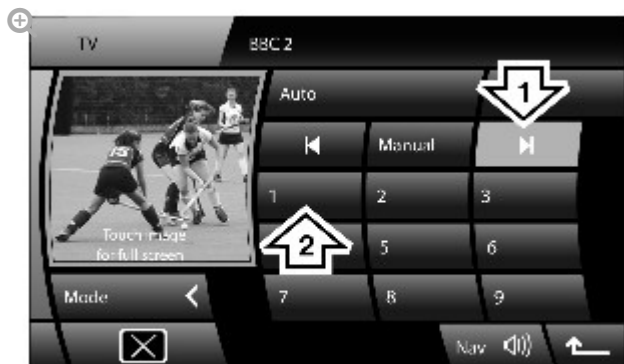 TV BBC 2
Auto
1
Manual
1 2 3
15
2
5 6
Touch image
for full screen
Mode 7 8 9
Nav